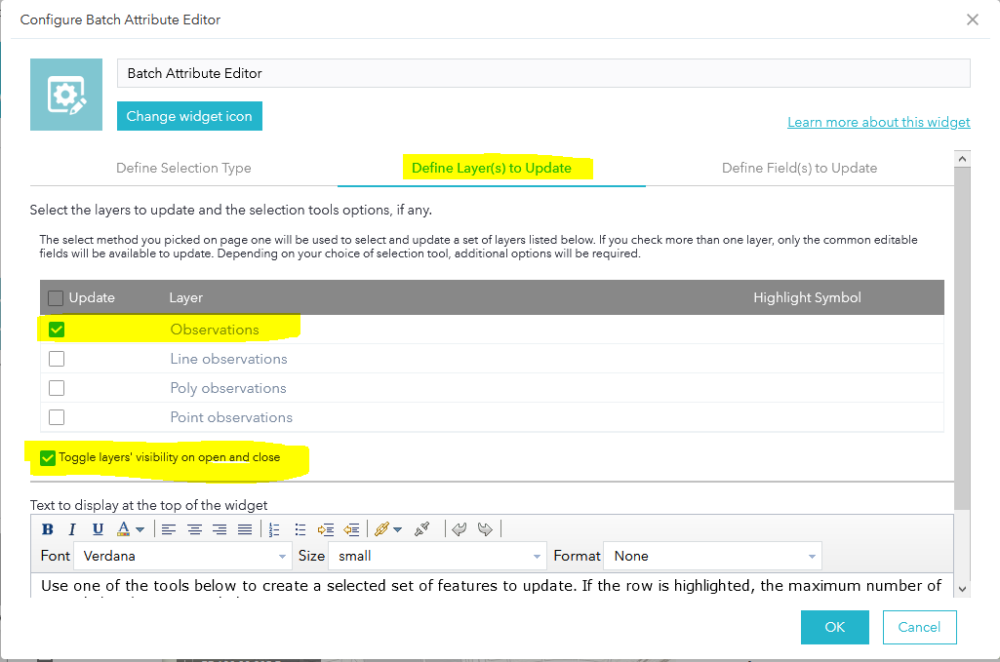 Configure Batch Attribute Editor
Batch Attribute Editor
Change widget icon
Learn more about this widget
Define Selection Type
Define Layer(s) to Update
Define Field(s) to Update
Select the layers to update and the selection tools options, if any.
The select method you picked on page one will be used to select and update a set of layers listed below. If you check more than one layer, only the common editable
fields will be available to update. Depending on your choice of selection tool, additional options will be required.
Update Layer Highlight Symbol
Observations
Line observations
Poly observations
Point observations
Toggle layers' visibility on open and close
Text to display at the top of the widget
B I U A
Font Verdana Size small Format None
Use one of the tools below to create a selected set of features to update. If the row is highlighted, the maximum number of
OK Cancel